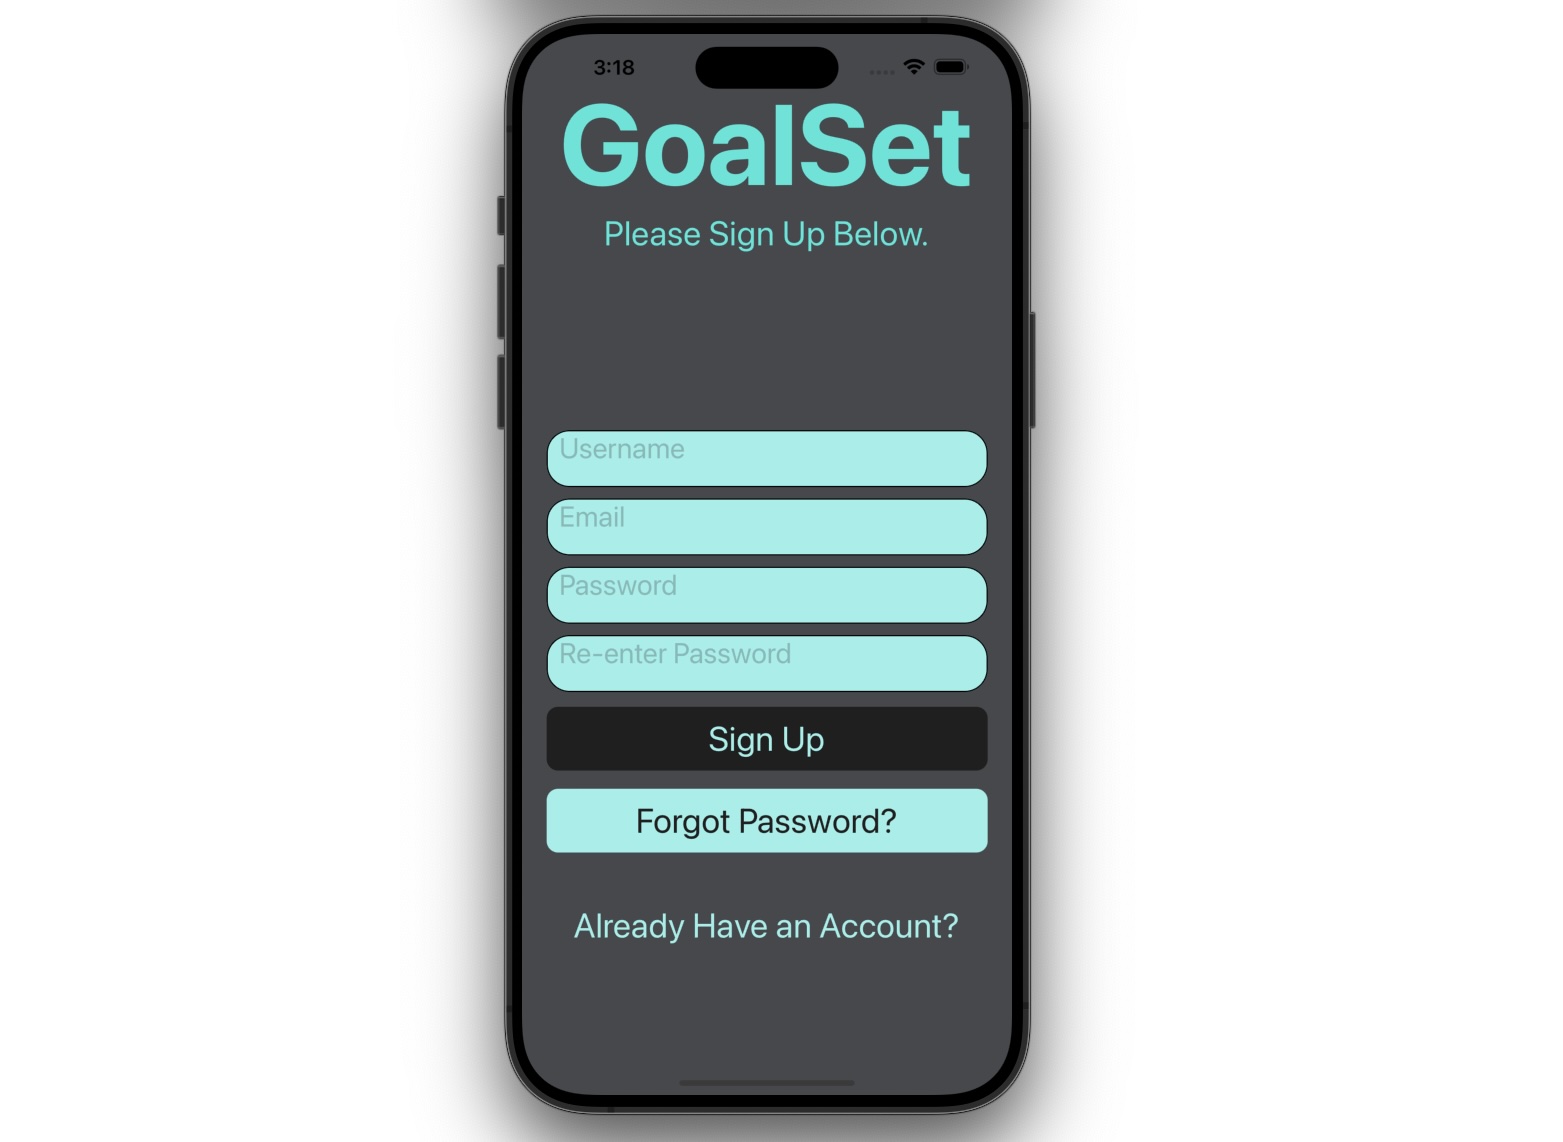 3:18
GoalSet
Please Sign Up Below.
Username
Email
Password
Re-enter Password
Sign Up
Forgot Password?
Already Have an Account?